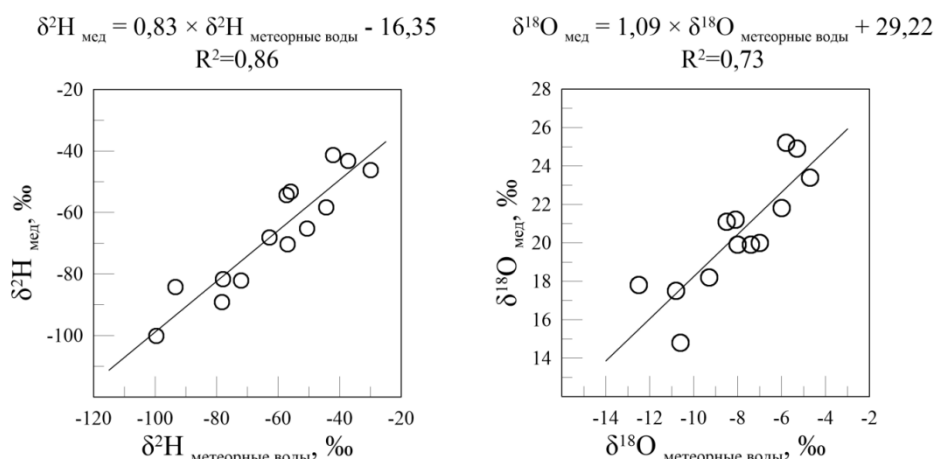 δ²H мед = 0,83 × δ²H метеорные воды - 16,35
R²=0,86
-20
-40
-60
-80
-100
δ²H мед, ‰
-120 -100 -80 -60 -40 -20
δ²H метеорные воды, ‰
δ¹⁸O мед = 1,09 × δ¹⁸O метеорные воды + 29,22
R²=0,73
28
26
24
22
20
18
16
14
δ¹⁸O мед, ‰
-14 -12 -10 -8 -6 -4 -2
δ¹⁸O метеорные воды, ‰